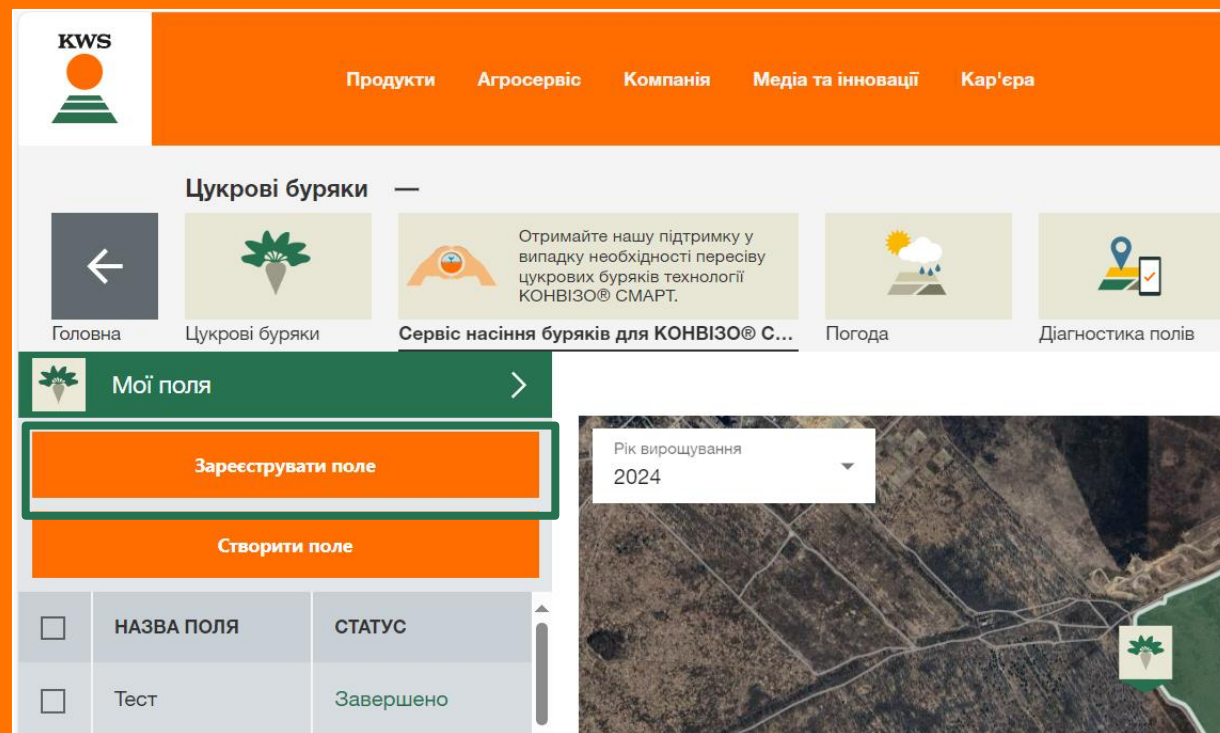 KWS
Продукти Агросервіс Компанія Медіа та інновації Кар'єра
Цукрові буряки —
Отримайте нашу підтримку у
випадку необхідності пересіву
цукрових буряків технології
КОНВІЗО® СМАРТ.
Головна Цукрові буряки Сервіс насіння буряків для КОНВІЗО® С... Погода Діагностика полів
Мої поля
Зареєструвати поле
Рік вирощування
2024
Створити поле
НАЗВА ПОЛЯ СТАТУС
Тест Завершено